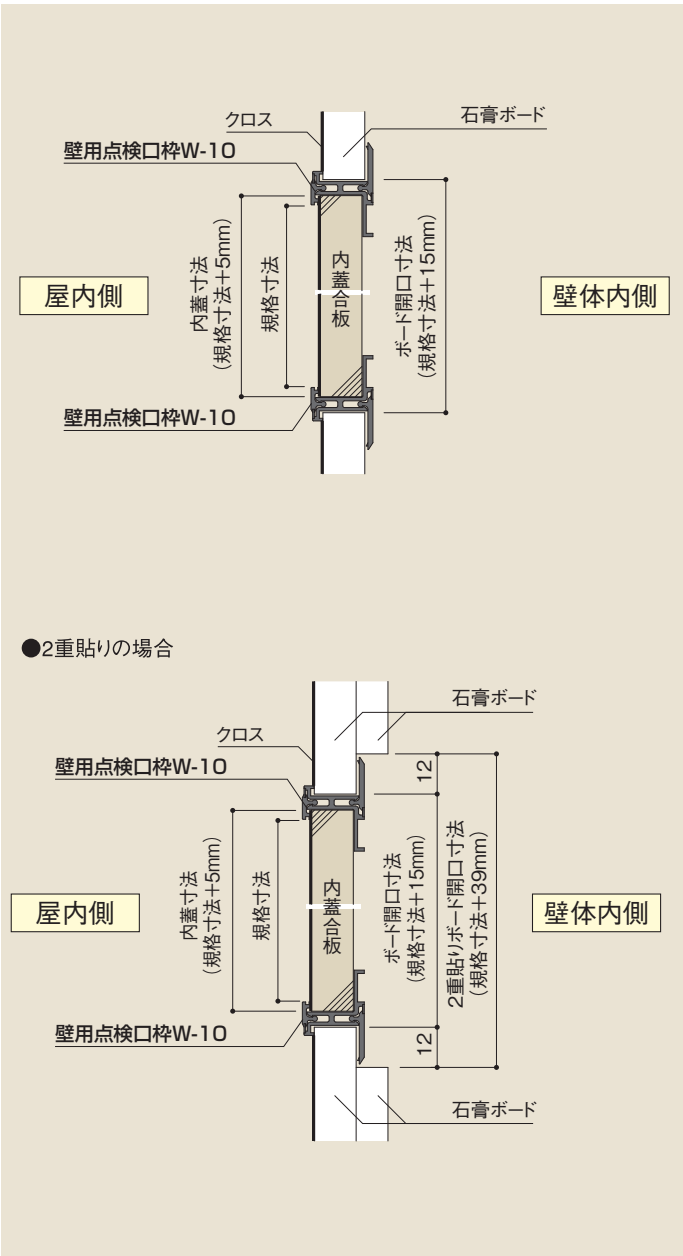 クロス
石膏ボード
壁用点検口枠W-10
内蓋寸法
(規格寸法+5mm)
規格寸法
内蓋合板
ボード開口寸法
(規格寸法+15mm)
屋内側
壁体内側
壁用点検口枠W-10
●2重貼りの場合
石膏ボード
クロス
壁用点検口枠W-10
12
内蓋寸法
(規格寸法+5mm)
規格寸法
内蓋合板
ボード開口寸法
(規格寸法+15mm)
2重貼りボード開口寸法
(規格寸法+39mm)
屋内側
壁体内側
壁用点検口枠W-10
12
石膏ボード